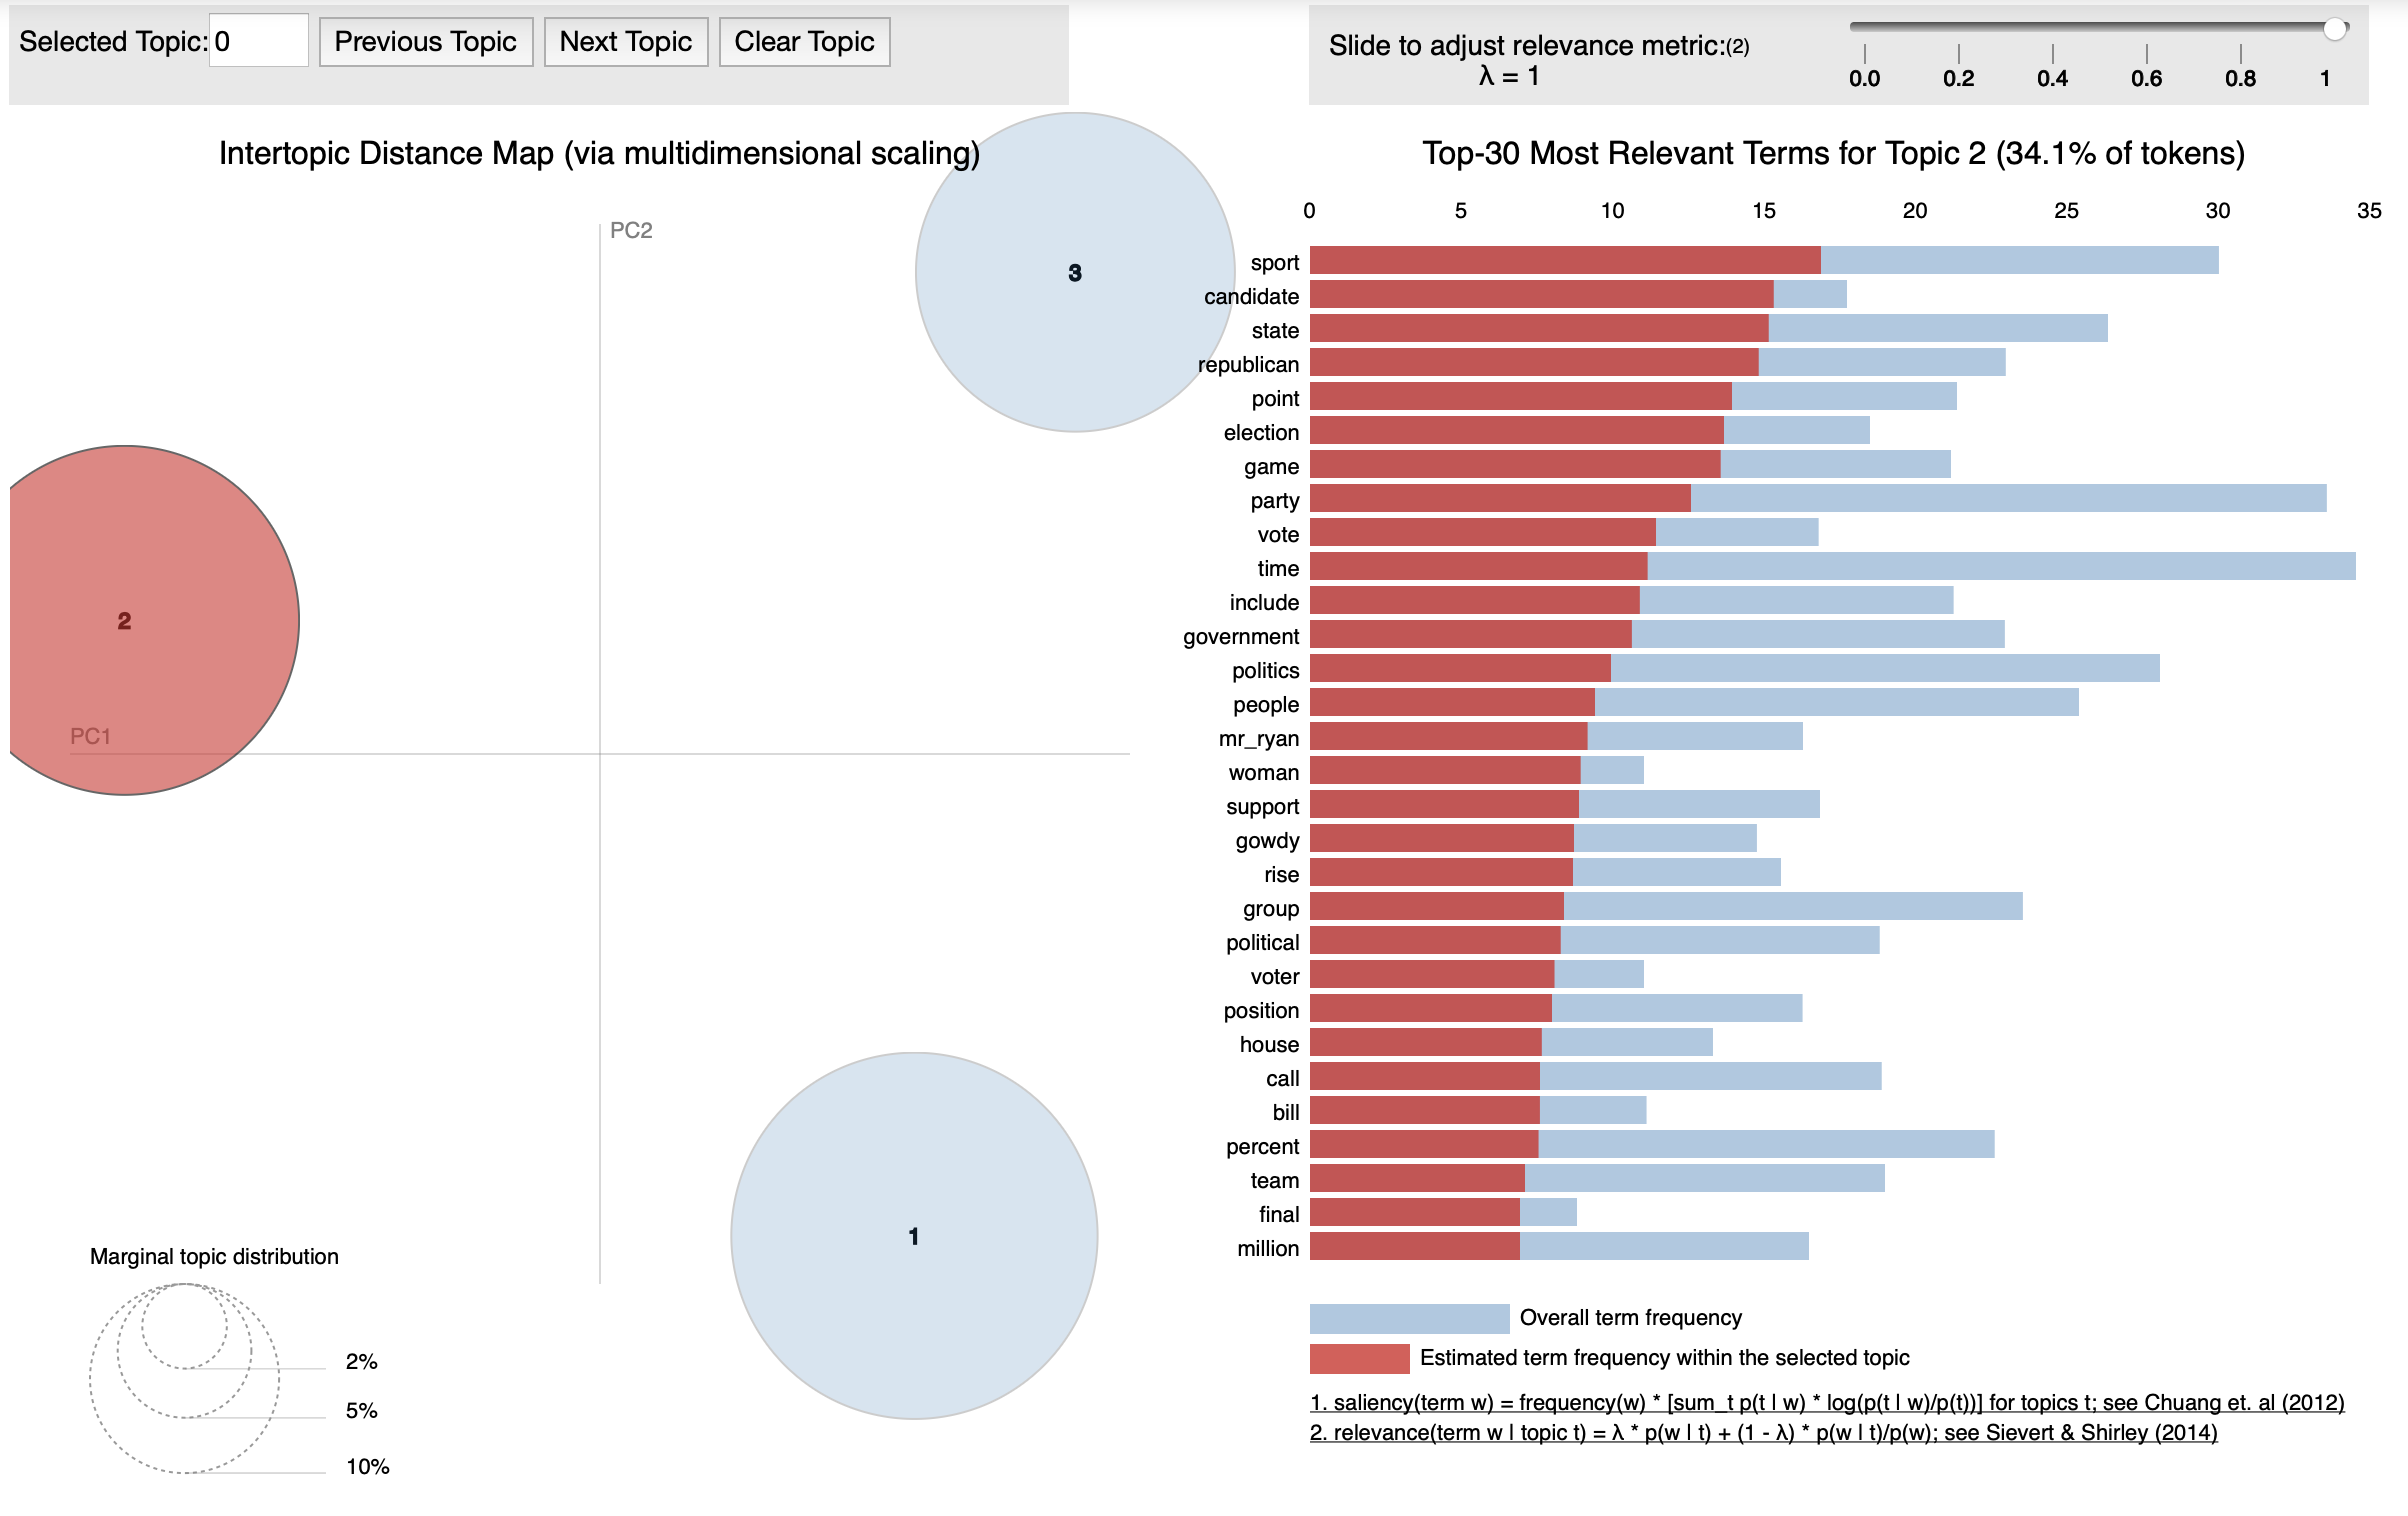 Selected Topic: 0 Previous Topic Next Topic Clear Topic
Slide to adjust relevance metric:(2)
λ = 1
0.0 0.2 0.4 0.6 0.8 1
Intertopic Distance Map (via multidimensional scaling)
PC2
3
2
PC1
1
Marginal topic distribution
2%
5%
10%
Top-30 Most Relevant Terms for Topic 2 (34.1% of tokens)
0 5 10 15 20 25 30 35
sport
candidate
state
republican
point
election
game
party
vote
time
include
government
politics
people
mr_ryan
woman
support
gowdy
rise
group
political
voter
position
house
call
bill
percent
team
final
million
Overall term frequency
Estimated term frequency within the selected topic
1. saliency(term w) = frequency(w) * [sum_t p(t | w) * log(p(t | w)/p(t))] for topics t; see Chuang et. al (2012)
2. relevance(term w | topic t) = λ * p(w | t) + (1 - λ) * p(w | t)/p(w); see Sievert & Shirley (2014)